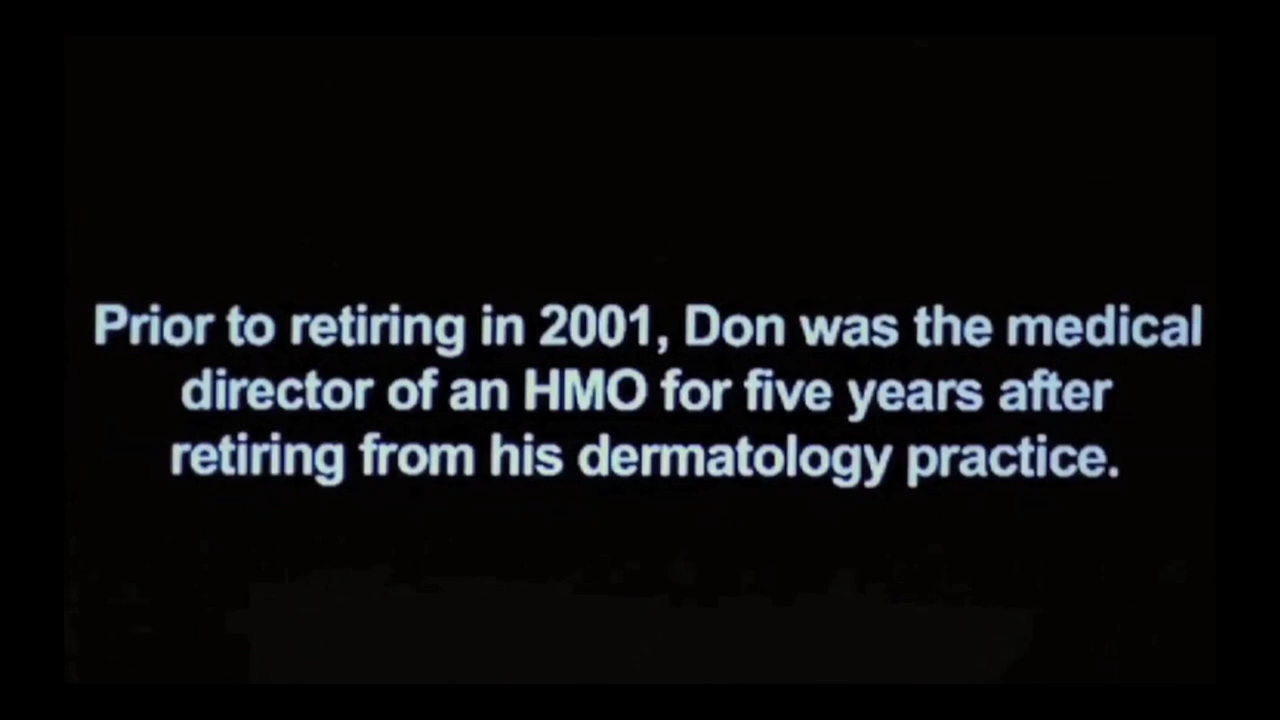 Prior to retiring in 2001, Don was the medical
director of an HMO for five years after
retiring from his dermatology practice.